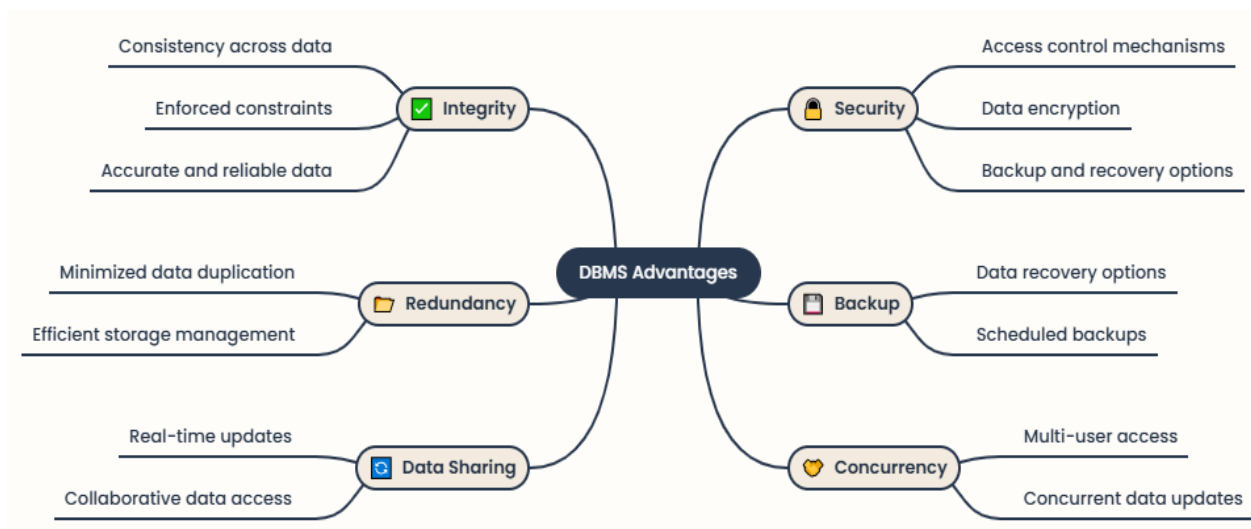 DBMS Advantages
Integrity
Consistency across data
Enforced constraints
Accurate and reliable data
Redundancy
Minimized data duplication
Efficient storage management
Data Sharing
Real-time updates
Collaborative data access
Security
Access control mechanisms
Data encryption
Backup and recovery options
Backup
Data recovery options
Scheduled backups
Concurrency
Multi-user access
Concurrent data updates